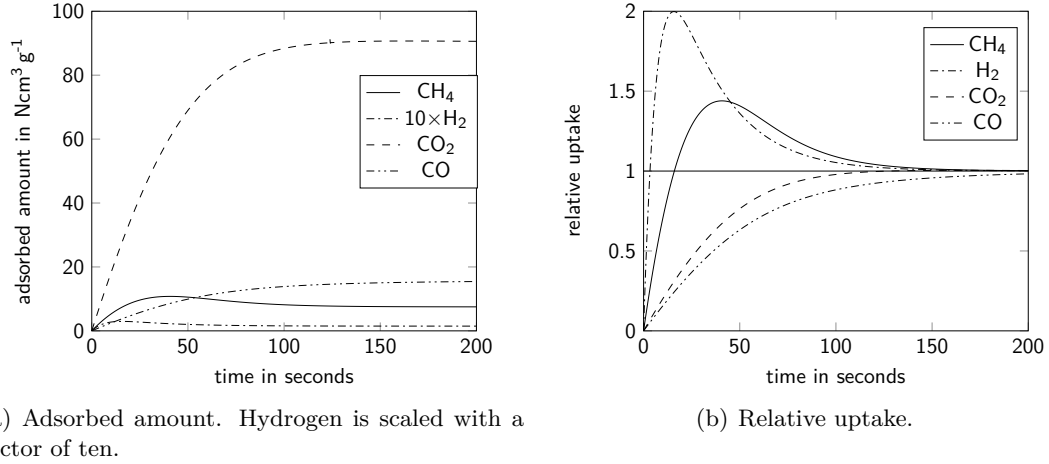 100
80
60
40
20
0
0
50
100
150
200
adsorbed amount in Ncm³ g⁻¹
time in seconds
CH₄
10×H₂
CO₂
CO
2
1.5
1
0.5
0
0
50
100
150
200
relative uptake
time in seconds
CH₄
H₂
CO₂
CO
) Adsorbed amount. Hydrogen is scaled with a
ctor of ten.
(b) Relative uptake.